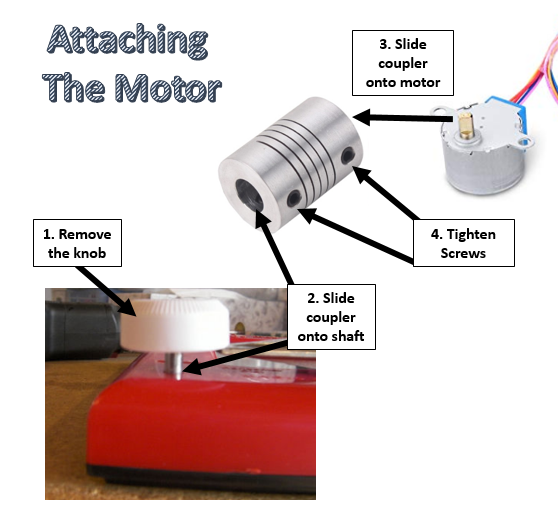 Attaching
The Motor
3. Slide
coupler
onto motor
1. Remove
the knob
4. Tighten
Screws
2. Slide
coupler
onto shaft